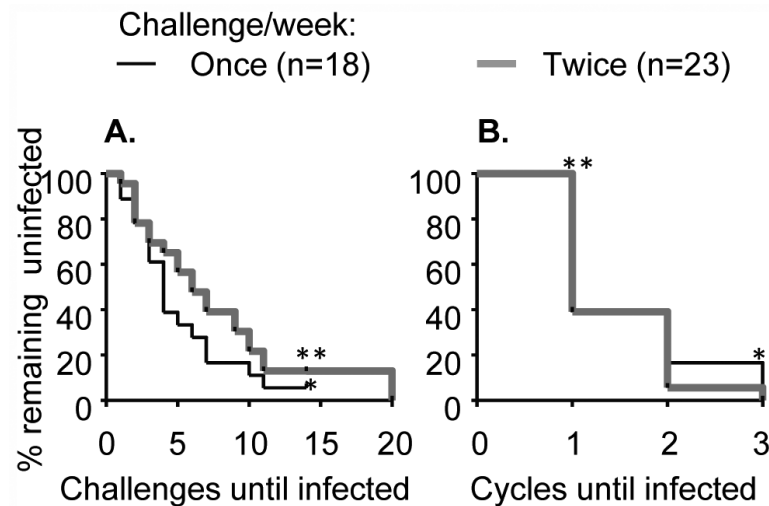 Challenge/week:
Once (n=18)
Twice (n=23)
A.
B.
% remaining uninfected
100
80
60
40
20
0
**
*
0 5 10 15 20
Challenges until infected
100
80
60
40
20
0
**
*
0 1 2 3
Cycles until infected